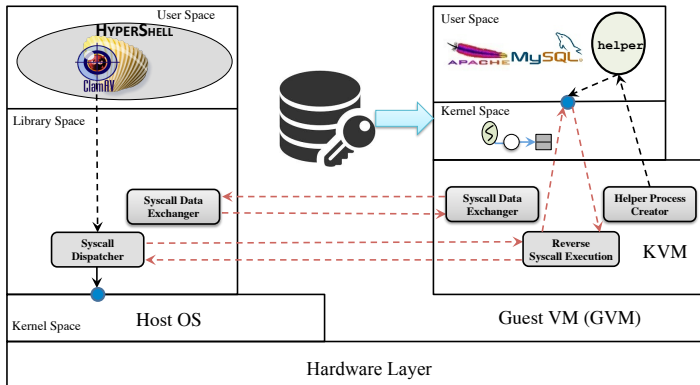 User Space
HYPERSHELL
ClamAV
Library Space
Syscall Data
Exchanger
Syscall
Dispatcher
Kernel Space
Host OS
User Space
APACHE
MySQL
helper
Kernel Space
Syscall Data
Exchanger
Helper Process
Creator
Reverse
Syscall Execution
KVM
Guest VM (GVM)
Hardware Layer